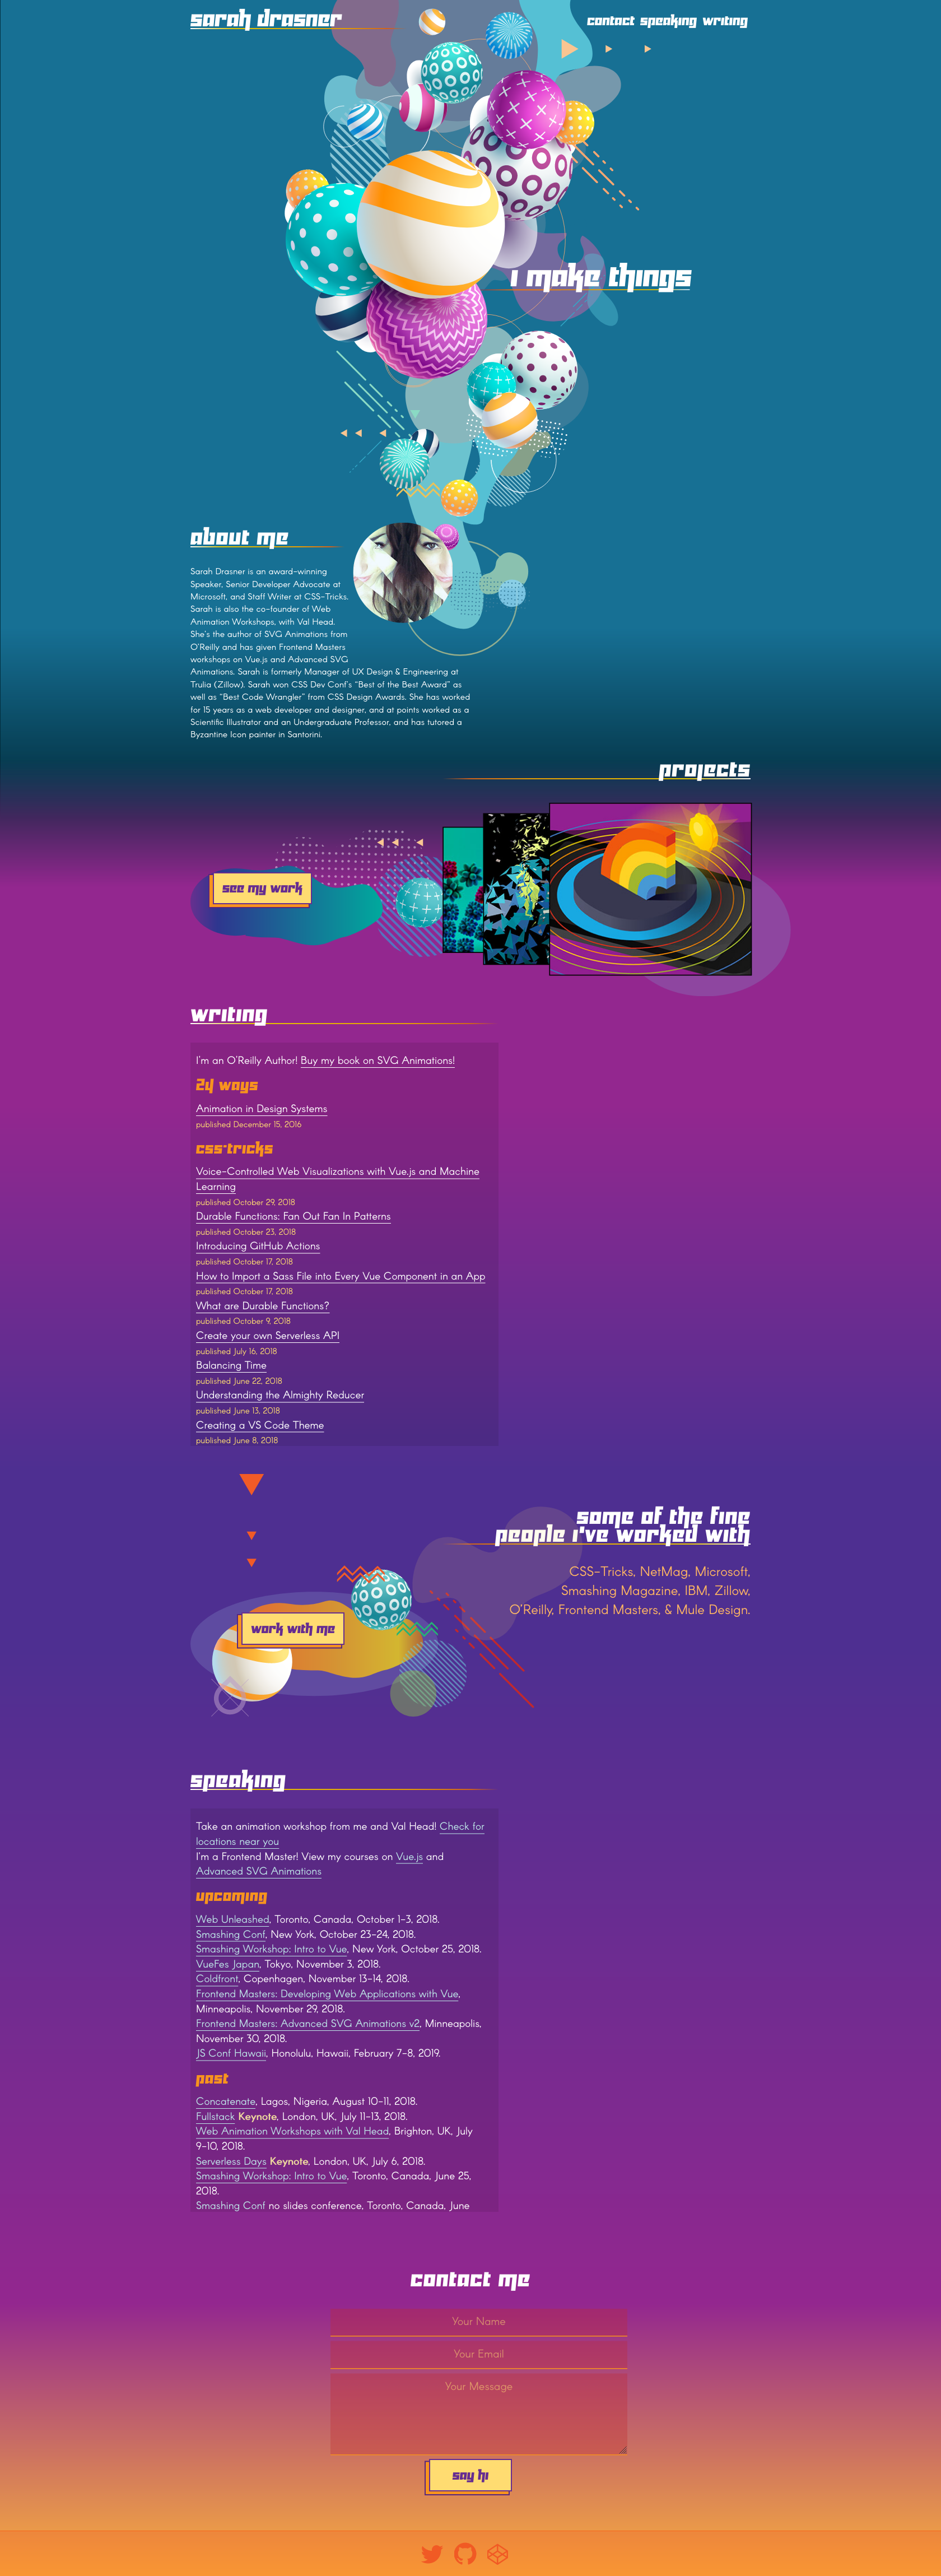 sarah drasner
contact speaking writing
i make things
about me
Sarah Drasner is an award-winning
Speaker, Senior Developer Advocate at
Microsoft, and Staff Writer at CSS-Tricks.
Sarah is also the co-founder of Web
Animation Workshops, with Val Head.
She's the author of SVG Animations from
O'Reilly and has given Frontend Masters
workshops on Vue.js and Advanced SVG
Animations. Sarah is formerly Manager of UX Design & Engineering at
Trulia (Zillow). Sarah won CSS Dev Conf's "Best of the Best Award" as
well as "Best Code Wrangler" from CSS Design Awards. She has worked
for 15 years as a web developer and designer, and at points worked as a
Scientific Illustrator and an Undergraduate Professor, and has tutored a
Byzantine Icon painter in Santorini.
projects
see my work
writing
I'm an O'Reilly Author! Buy my book on SVG Animations!
24 ways
Animation in Design Systems
published December 15, 2016
css-tricks
Voice-Controlled Web Visualizations with Vue.js and Machine
Learning
published October 29, 2018
Durable Functions: Fan Out Fan In Patterns
published October 23, 2018
Introducing GitHub Actions
published October 17, 2018
How to Import a Sass File into Every Vue Component in an App
published October 17, 2018
What are Durable Functions?
published October 9, 2018
Create your own Serverless API
published July 16, 2018
Balancing Time
published June 22, 2018
Understanding the Almighty Reducer
published June 13, 2018
Creating a VS Code Theme
published June 8, 2018
some of the fine
people i've worked with
CSS-Tricks, NetMag, Microsoft,
Smashing Magazine, IBM, Zillow,
O'Reilly, Frontend Masters, & Mule Design.
work with me
speaking
Take an animation workshop from me and Val Head! Check for
locations near you
I'm a Frontend Master! View my courses on Vue.js and
Advanced SVG Animations
upcoming
Web Unleashed, Toronto, Canada, October 1-3, 2018.
Smashing Conf, New York, October 23-24, 2018.
Smashing Workshop: Intro to Vue, New York, October 25, 2018.
VueFes Japan, Tokyo, November 3, 2018.
Coldfront, Copenhagen, November 13-14, 2018.
Frontend Masters: Developing Web Applications with Vue,
Minneapolis, November 29, 2018.
Frontend Masters: Advanced SVG Animations v2, Minneapolis,
November 30, 2018.
JS Conf Hawaii, Honolulu, Hawaii, February 7-8, 2019.
past
Concatenate, Lagos, Nigeria, August 10-11, 2018.
Fullstack Keynote, London, UK, July 11-13, 2018.
Web Animation Workshops with Val Head, Brighton, UK, July
9-10, 2018.
Serverless Days Keynote, London, UK, July 6, 2018.
Smashing Workshop: Intro to Vue, Toronto, Canada, June 25,
2018.
Smashing Conf no slides conference, Toronto, Canada, June
contact me
Your Name
Your Email
Your Message
say hi